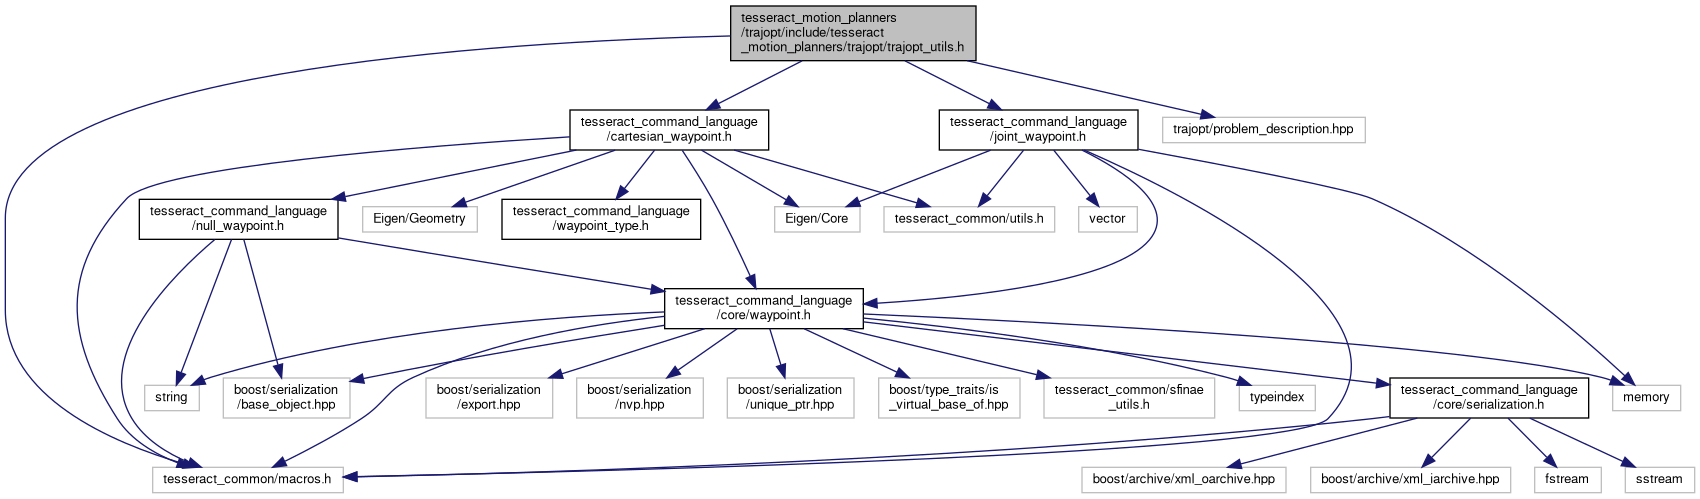 tesseract_motion_planners
/trajopt/include/tesseract
_motion_planners/trajopt/trajopt_utils.h
tesseract_command_language
/cartesian_waypoint.h
tesseract_command_language
/joint_waypoint.h
trajopt/problem_description.hpp
tesseract_command_language
/null_waypoint.h
Eigen/Geometry
tesseract_command_language
/waypoint_type.h
Eigen/Core
tesseract_common/utils.h
vector
tesseract_command_language
/core/waypoint.h
string
boost/serialization
/base_object.hpp
boost/serialization
/export.hpp
boost/serialization
/nvp.hpp
boost/serialization
/unique_ptr.hpp
boost/type_traits/is
_virtual_base_of.hpp
tesseract_common/sfinae
_utils.h
typeindex
tesseract_command_language
/core/serialization.h
memory
tesseract_common/macros.h
boost/archive/xml_oarchive.hpp
boost/archive/xml_iarchive.hpp
fstream
sstream